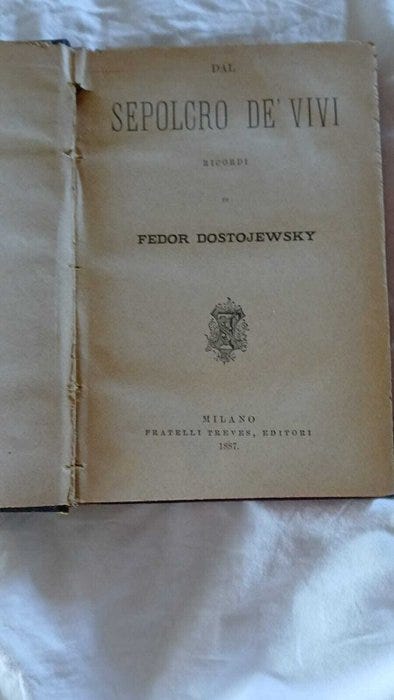 DAL
SEPOLCRO DE' VIVI
RICORDI
DI
FEDOR DOSTOJEWSKY
MILANO
FRATELLI TREVES, EDITORI
1887.